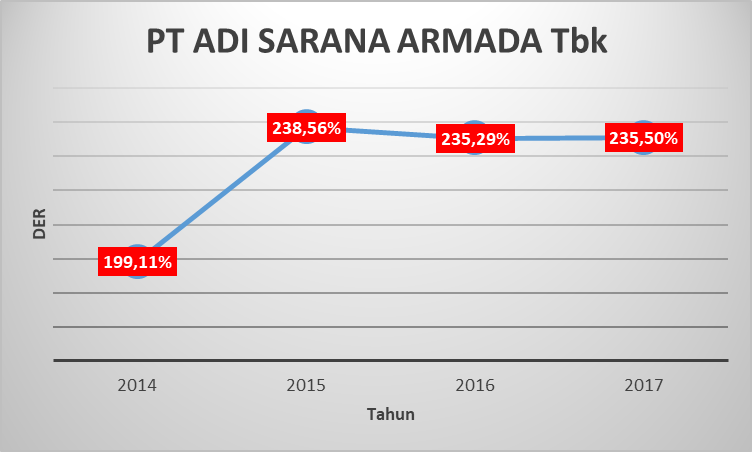 PT ADI SARANA ARMADA Tbk
DER
199,11%
238,56%
235,29%
235,50%
2014 2015 2016 2017
Tahun